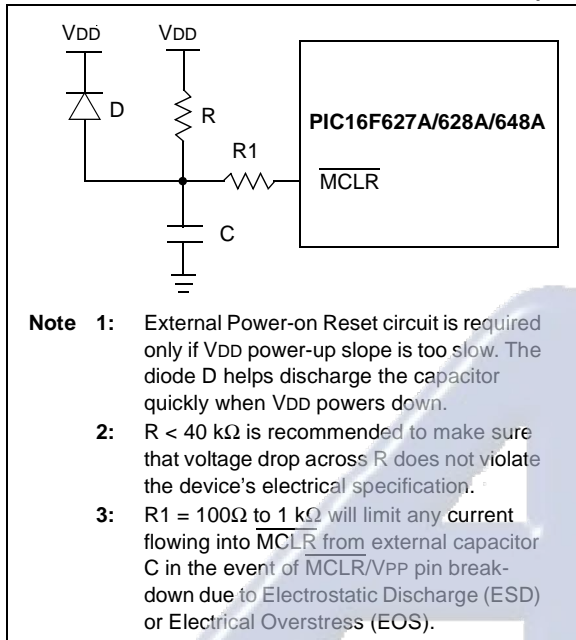 VDD VDD
D
R
PIC16F627A/628A/648A
R1
MCLR
C
Note 1: External Power-on Reset circuit is required
only if VDD power-up slope is too slow. The
diode D helps discharge the capacitor
quickly when VDD powers down.
2: R < 40 kΩ is recommended to make sure
that voltage drop across R does not violate
the device's electrical specification.
3: R1 = 100Ω to 1 kΩ will limit any current
flowing into MCLR from external capacitor
C in the event of MCLR/VPP pin break-
down due to Electrostatic Discharge (ESD)
or Electrical Overstress (EOS).